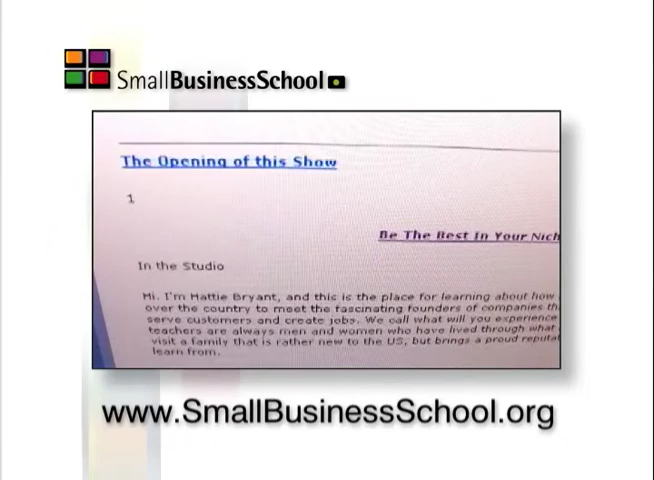 SmallBusinessSchool
The Opening of this Show
1
Be The Best In Your Nich
In the Studio
Hi. I'm Hattie Bryant, and this is the place for learning about how
over the country to meet the fascinating founders of companies th
serve customers and create jobs. We call what will you experience
teachers are always men and women who have lived through what
visit a family that is rather new to the US, but brings a proud reputat
learn from.
www.SmallBusinessSchool.org